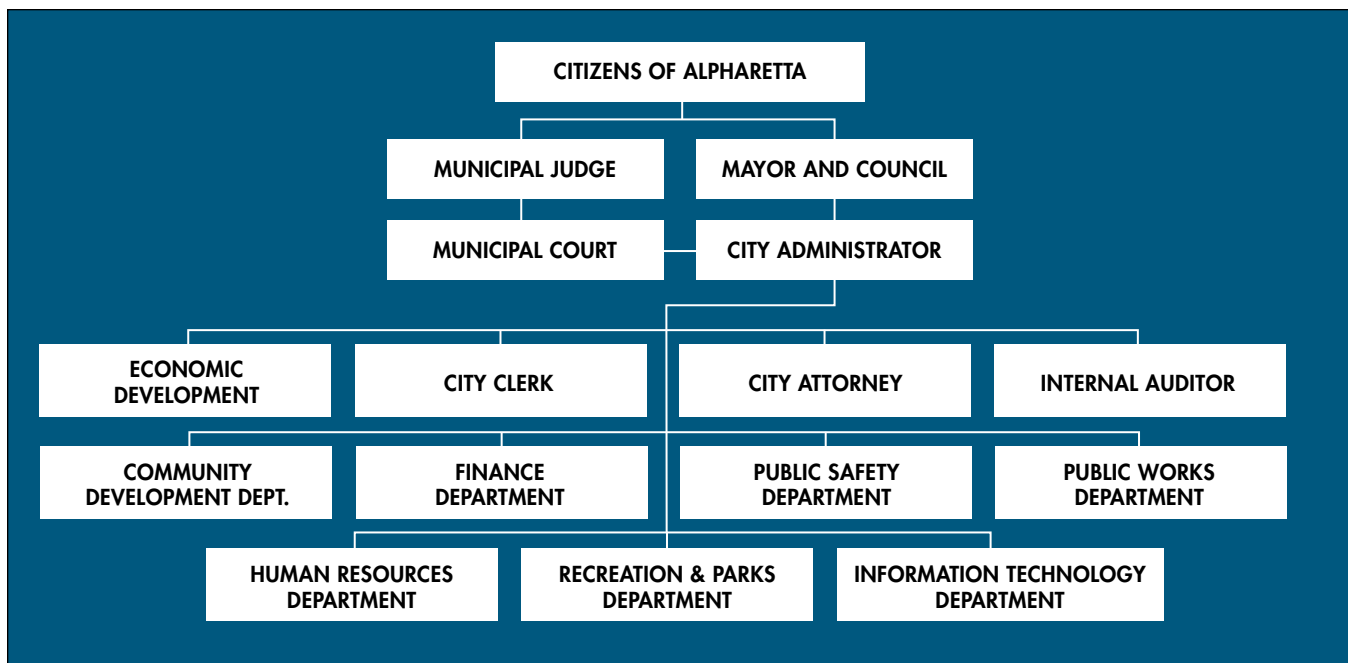 CITIZENS OF ALPHARETTA
MUNICIPAL JUDGE
MAYOR AND COUNCIL
MUNICIPAL COURT
CITY ADMINISTRATOR
ECONOMIC
DEVELOPMENT
CITY CLERK
CITY ATTORNEY
INTERNAL AUDITOR
COMMUNITY
DEVELOPMENT DEPT.
FINANCE
DEPARTMENT
PUBLIC SAFETY
DEPARTMENT
PUBLIC WORKS
DEPARTMENT
HUMAN RESOURCES
DEPARTMENT
RECREATION & PARKS
DEPARTMENT
INFORMATION TECHNOLOGY
DEPARTMENT